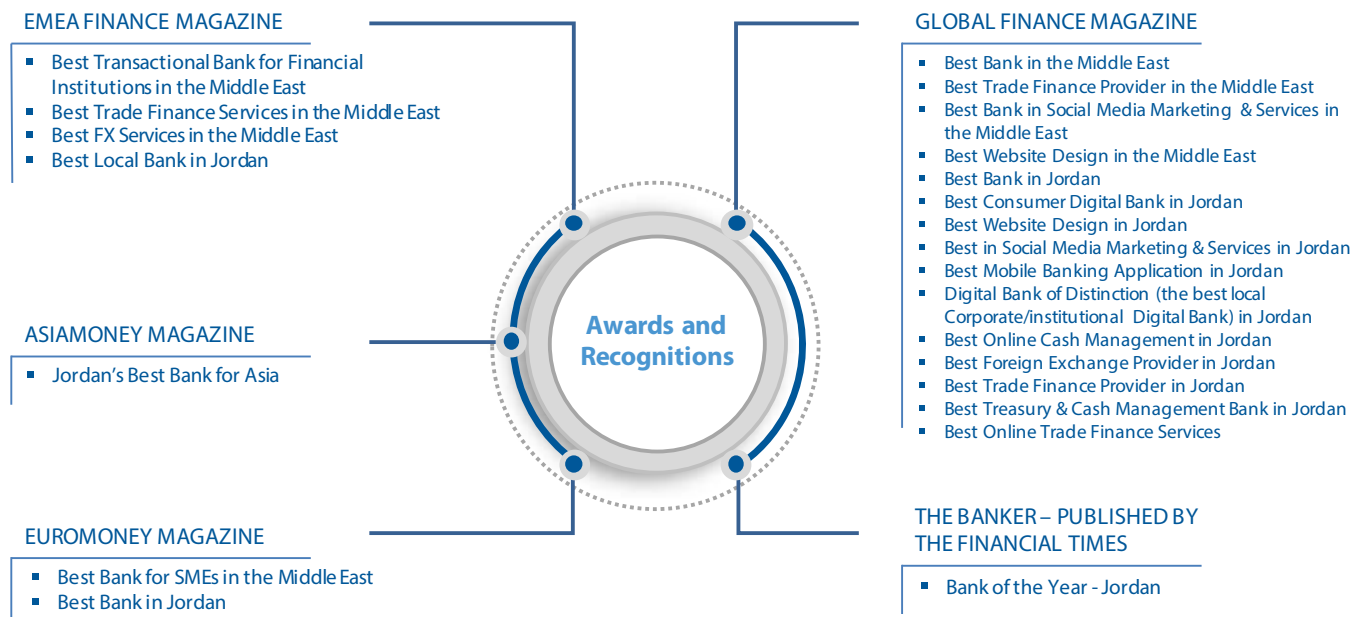 EMEA FINANCE MAGAZINE
▪ Best Transactional Bank for Financial
Institutions in the Middle East
▪ Best Trade Finance Services in the Middle East
▪ Best FX Services in the Middle East
▪ Best Local Bank in Jordan
ASIAMONEY MAGAZINE
▪ Jordan’s Best Bank for Asia
EUROMONEY MAGAZINE
▪ Best Bank for SMEs in the Middle East
▪ Best Bank in Jordan
Awards and
Recognitions
GLOBAL FINANCE MAGAZINE
▪ Best Bank in the Middle East
▪ Best Trade Finance Provider in the Middle East
▪ Best Bank in Social Media Marketing & Services in
the Middle East
▪ Best Website Design in the Middle East
▪ Best Bank in Jordan
▪ Best Consumer Digital Bank in Jordan
▪ Best Website Design in Jordan
▪ Best in Social Media Marketing & Services in Jordan
▪ Best Mobile Banking Application in Jordan
▪ Digital Bank of Distinction (the best local
Corporate/institutional Digital Bank) in Jordan
▪ Best Online Cash Management in Jordan
▪ Best Foreign Exchange Provider in Jordan
▪ Best Trade Finance Provider in Jordan
▪ Best Treasury & Cash Management Bank in Jordan
▪ Best Online Trade Finance Services
THE BANKER – PUBLISHED BY
THE FINANCIAL TIMES
▪ Bank of the Year - Jordan